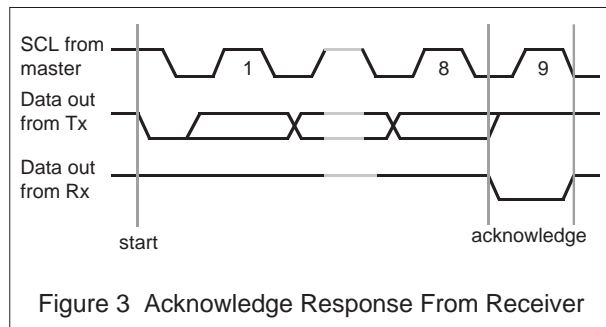 SCL from
master
1
8
9
Data out
from Tx
Data out
from Rx
start
acknowledge
Figure 3 Acknowledge Response From Receiver